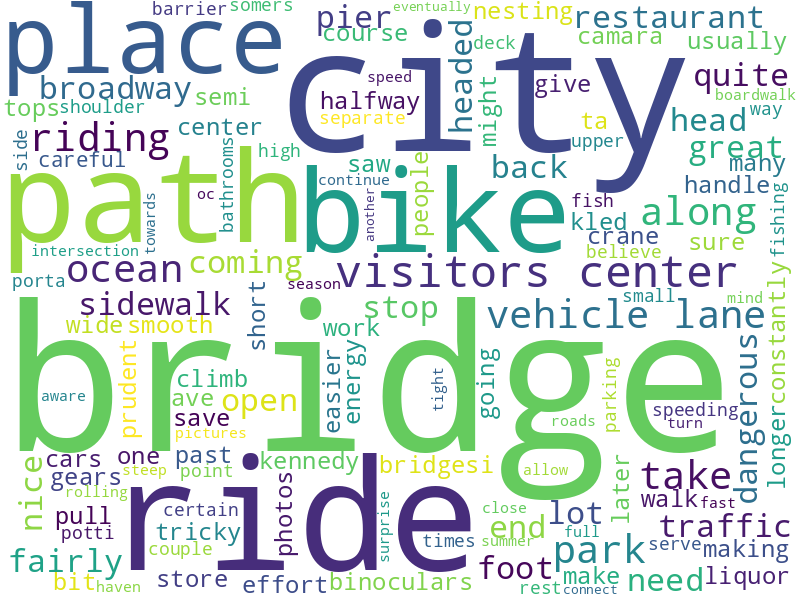 barrier somers
eventually
place
city
pier
course
nesting
restaurant
deck
camara
usually
broadway
headed
speed
give
quite
boardwalk
tops shoulder
semi
halfway
separate
might
ta
head
way
side
riding
center
upper
great
careful
high
bathrooms
saw
people
back
many
path
bike
continue
another
fish
handle
oc
kled
along
fishing
towards
crane
sure
intersection
believe
porta
ocean
coming
season
visitors center
small
mind
constantly
sidewalk
short
stop
vehicle lane
wide smooth
work
bridge
prudent
climb
easier
energy
going
dangerous
longer
aware
ave
open
tight
parking
save
speeding
pictures
roads
turn
nice
cars one
past
kennedy
bridgesi
steep
point
gears
allow
take
rolling
ride
later
walk fast
pull
certain
photos
surprise
close
end
lot
traffic
potti
tricky
times
summer
full
fairly
couple
park
serve making
bit
haven
store
effort
binoculars
foot
make
rest connect
need
liquor